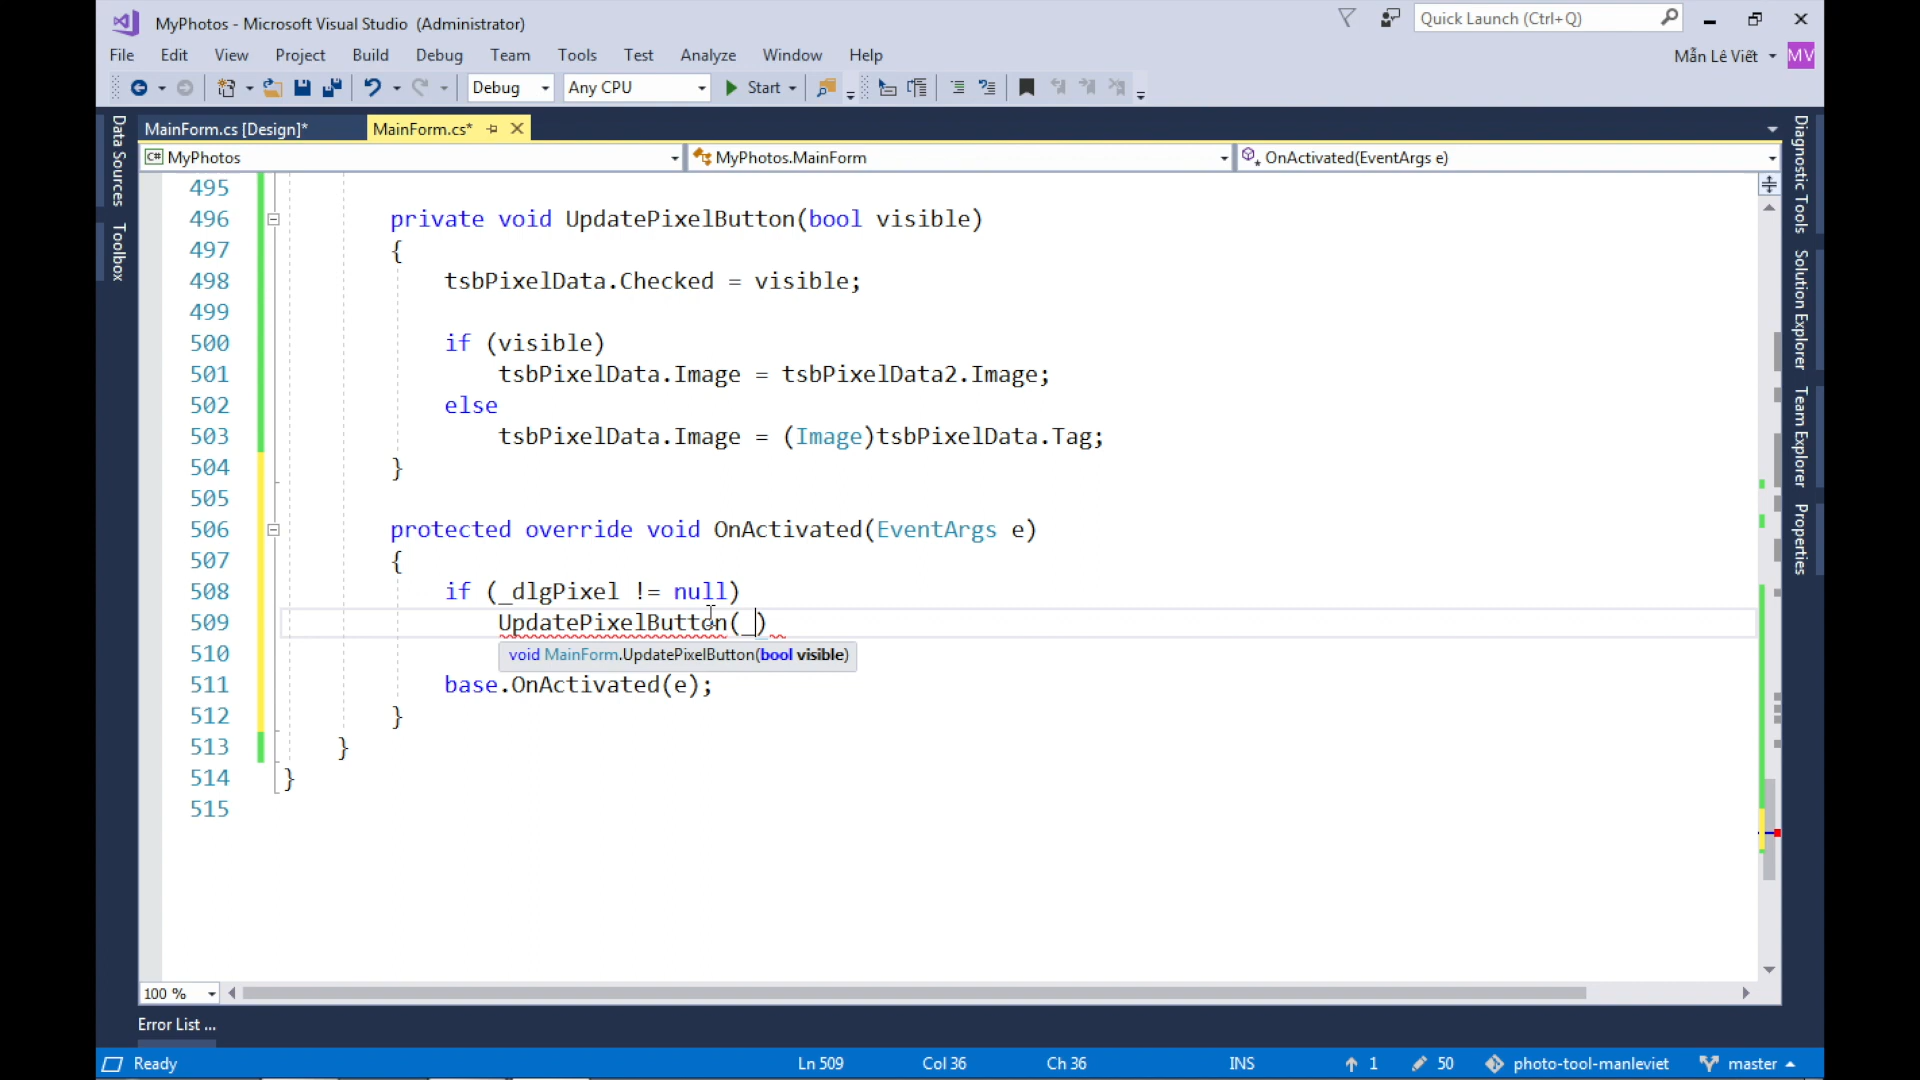 MyPhotos - Microsoft Visual Studio (Administrator)
Quick Launch (Ctrl+Q)
File Edit View Project Build Debug Team Tools Test Analyze Window Help
Mẫn Lê Viết
MV
Debug Any CPU Start
MainForm.cs [Design]*
MainForm.cs*
C# MyPhotos
MyPhotos.MainForm
OnActivated(EventArgs e)
Data Sources
Toolbox
Diagnostic Tools
Solution Explorer
Team Explorer
Properties
495
496 private void UpdatePixelButton(bool visible)
497 {
498 tsbPixelData.Checked = visible;
499
500 if (visible)
501 tsbPixelData.Image = tsbPixelData2.Image;
502 else
503 tsbPixelData.Image = (Image)tsbPixelData.Tag;
504 }
505
506 protected override void OnActivated(EventArgs e)
507 {
508 if (_dlgPixel != null)
509 UpdatePixelButton(_)
510 void MainForm.UpdatePixelButton(bool visible)
511 base.OnActivated(e);
512 }
513 }
514 }
515
100 %
Error List ...
Ready
Ln 509 Col 36 Ch 36 INS 1 50 photo-tool-manleviet master